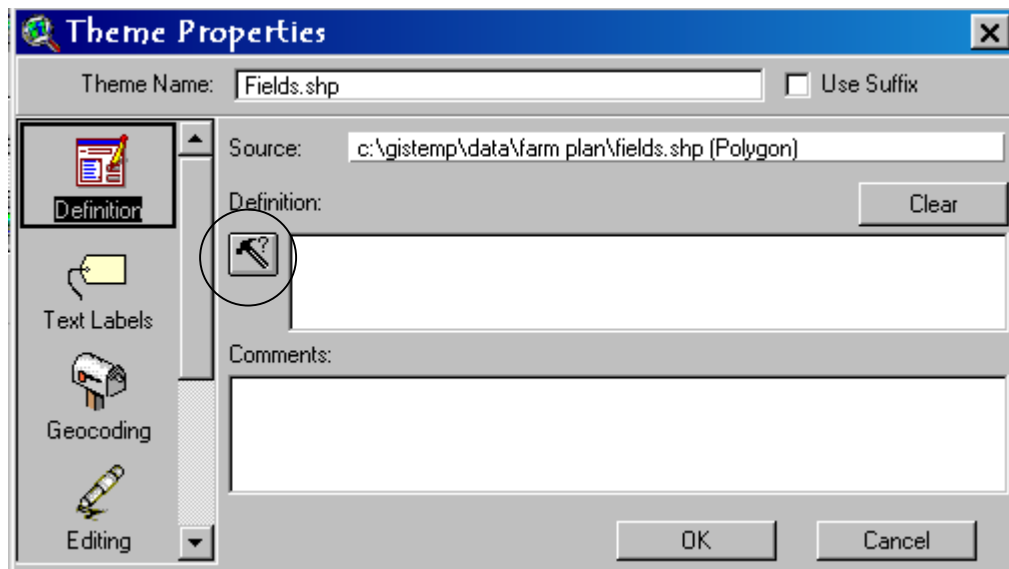 Theme Properties
Theme Name: Fields.shp Use Suffix
Source: c:\gistemp\data\farm plan\fields.shp (Polygon)
Definition
Definition: Clear
?
Text Labels
Comments:
Geocoding
Editing
OK Cancel